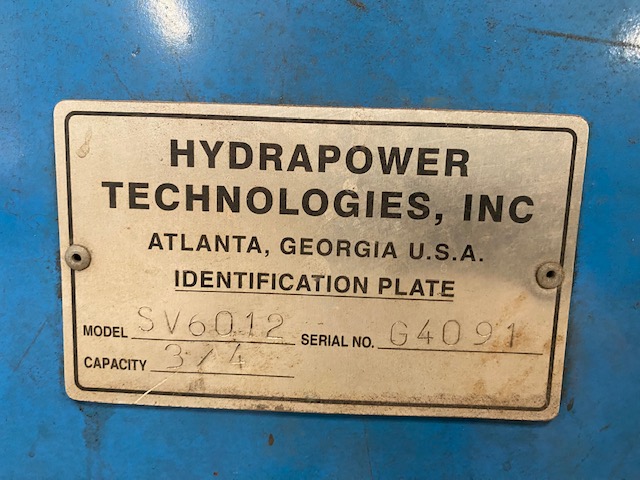 HYDRAPOWER
TECHNOLOGIES, INC
ATLANTA, GEORGIA U.S.A.
IDENTIFICATION PLATE
MODEL SV6012 SERIAL NO. G4091
CAPACITY 3/4